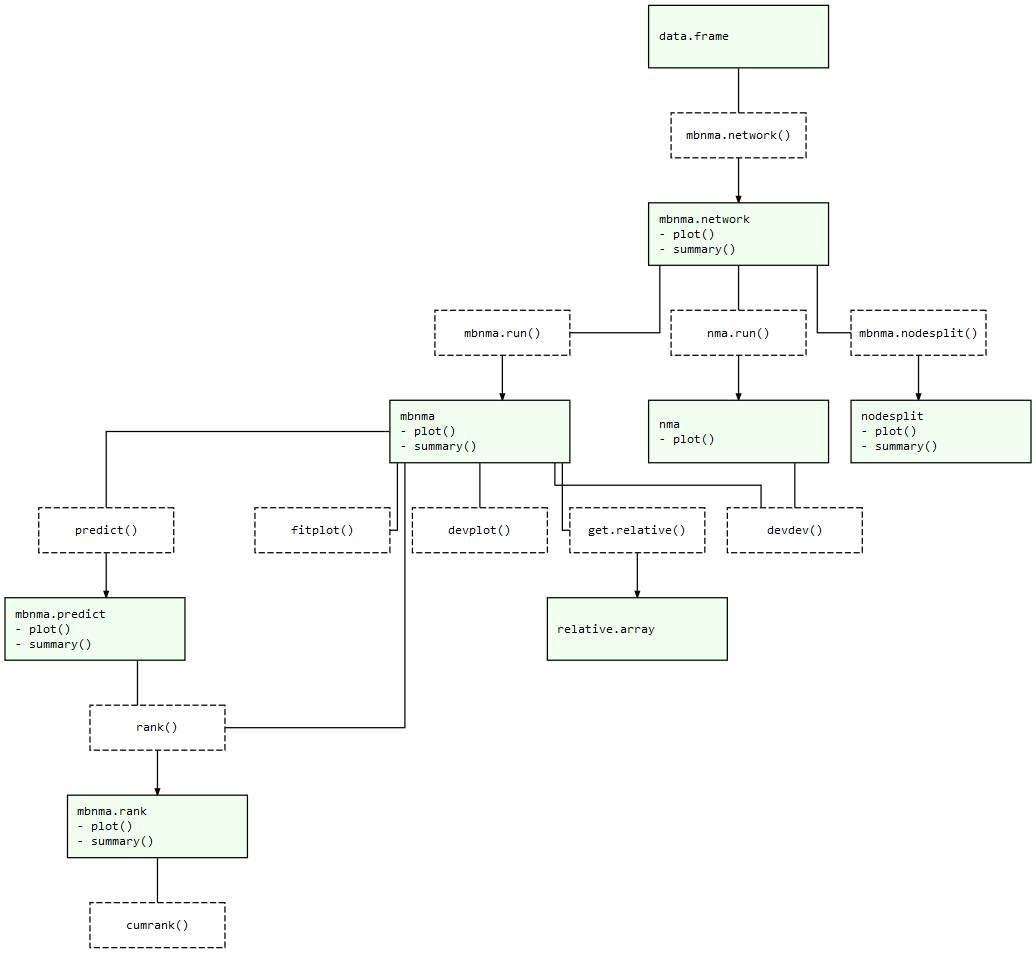 data.frame
mbnma.network()
mbnma.network
- plot()
- summary()
mbnma.run()
nma.run()
mbnma.nodesplit()
mbnma
- plot()
- summary()
nma
- plot()
nodesplit
- plot()
- summary()
predict()
fitplot()
devplot()
get.relative()
devdev()
mbnma.predict
- plot()
- summary()
relative.array
rank()
mbnma.rank
- plot()
- summary()
cumrank()